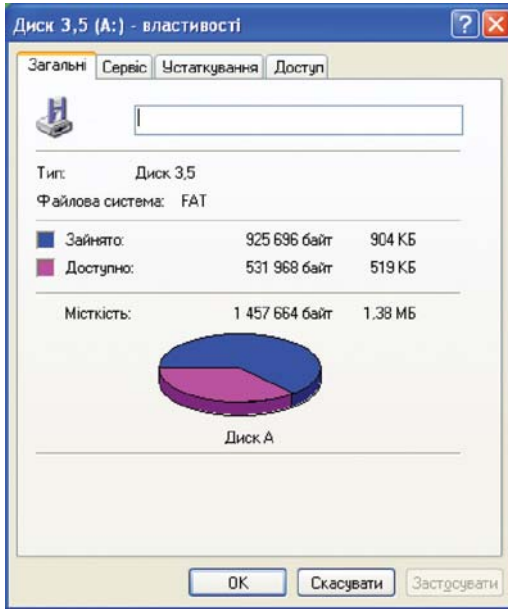 Диск 3,5 (A:) - властивості
Загальні Сервіс Устаткування Доступ
Тип: Диск 3,5
Файлова система: FAT
Зайнято: 925 696 байт 904 КБ
Доступно: 531 968 байт 519 КБ
Місткість: 1 457 664 байт 1,38 МБ
Диск A
ОК Скасувати Застосувати